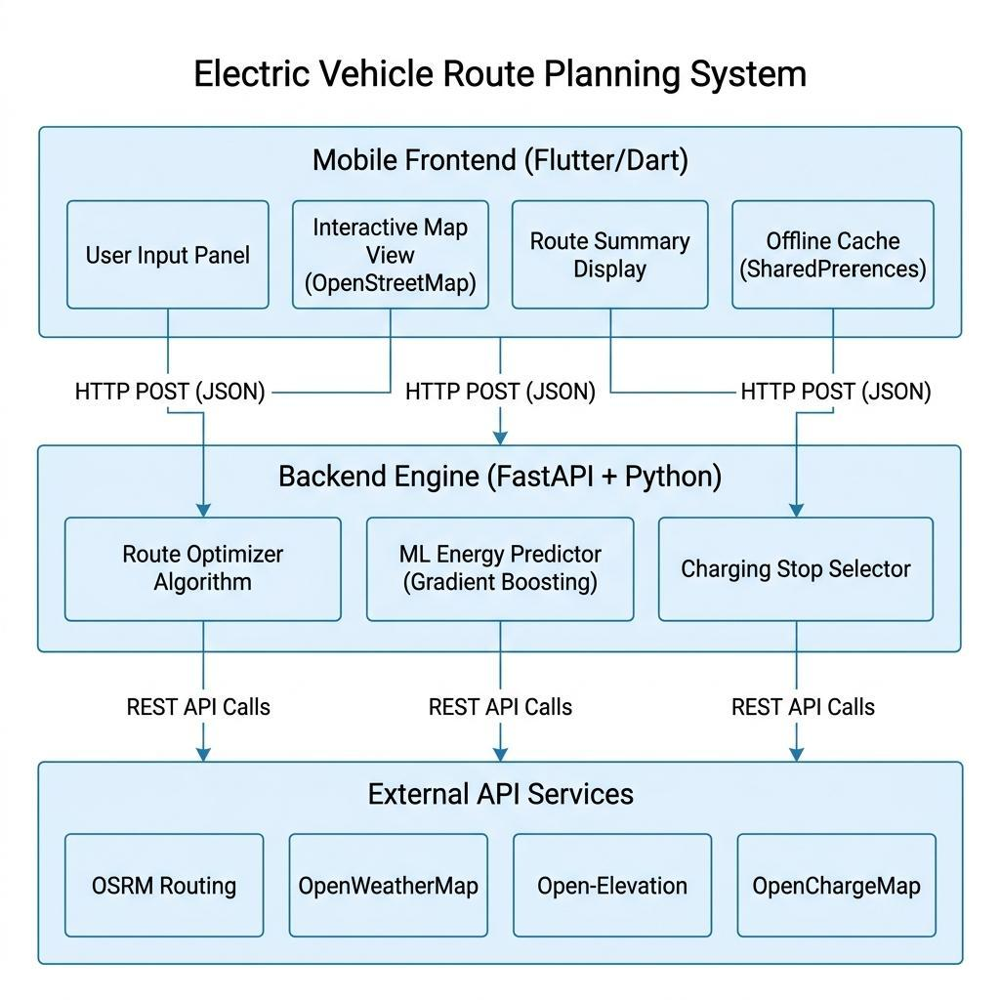 Electric Vehicle Route Planning System
Mobile Frontend (Flutter/Dart)
User Input Panel
Interactive Map
View
(OpenStreetMap)
Route Summary
Display
Offline Cache
(SharedPrerences)
HTTP POST (JSON)
HTTP POST (JSON)
HTTP POST (JSON)
Backend Engine (FastAPI + Python)
Route Optimizer
Algorithm
ML Energy Predictor
(Gradient Boosting)
Charging Stop Selector
REST API Calls
REST API Calls
REST API Calls
External API Services
OSRM Routing
OpenWeatherMap
Open-Elevation
OpenChargeMap